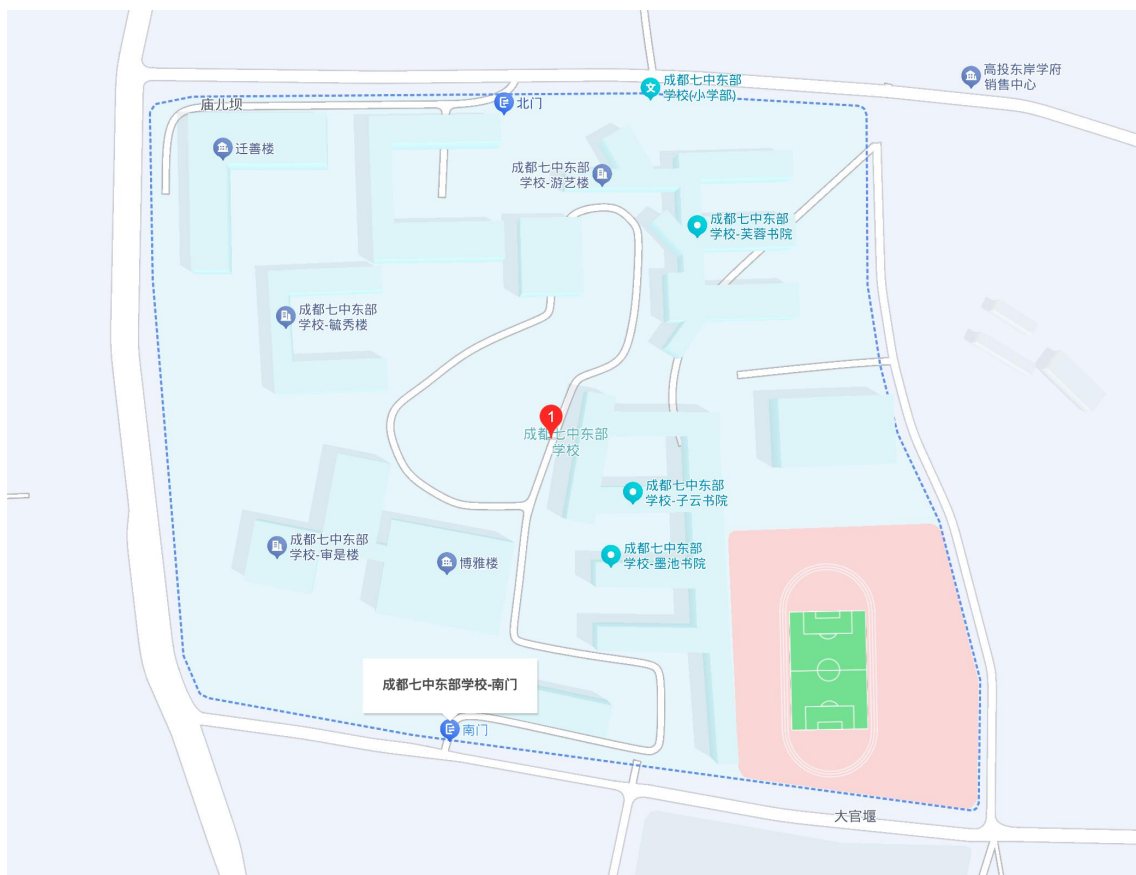 成都七中东部
学校(小学部)
高投东岸学府
销售中心
庙儿坝
北门
迁善楼
成都七中东部
学校-游艺楼
成都七中东部
学校-芙蓉书院
成都七中东部
学校-毓秀楼
1
成都七中东部
学校
成都七中东部
学校-子云书院
成都七中东部
学校-审是楼
博雅楼
成都七中东部
学校-墨池书院
成都七中东部学校-南门
南门
大官堰